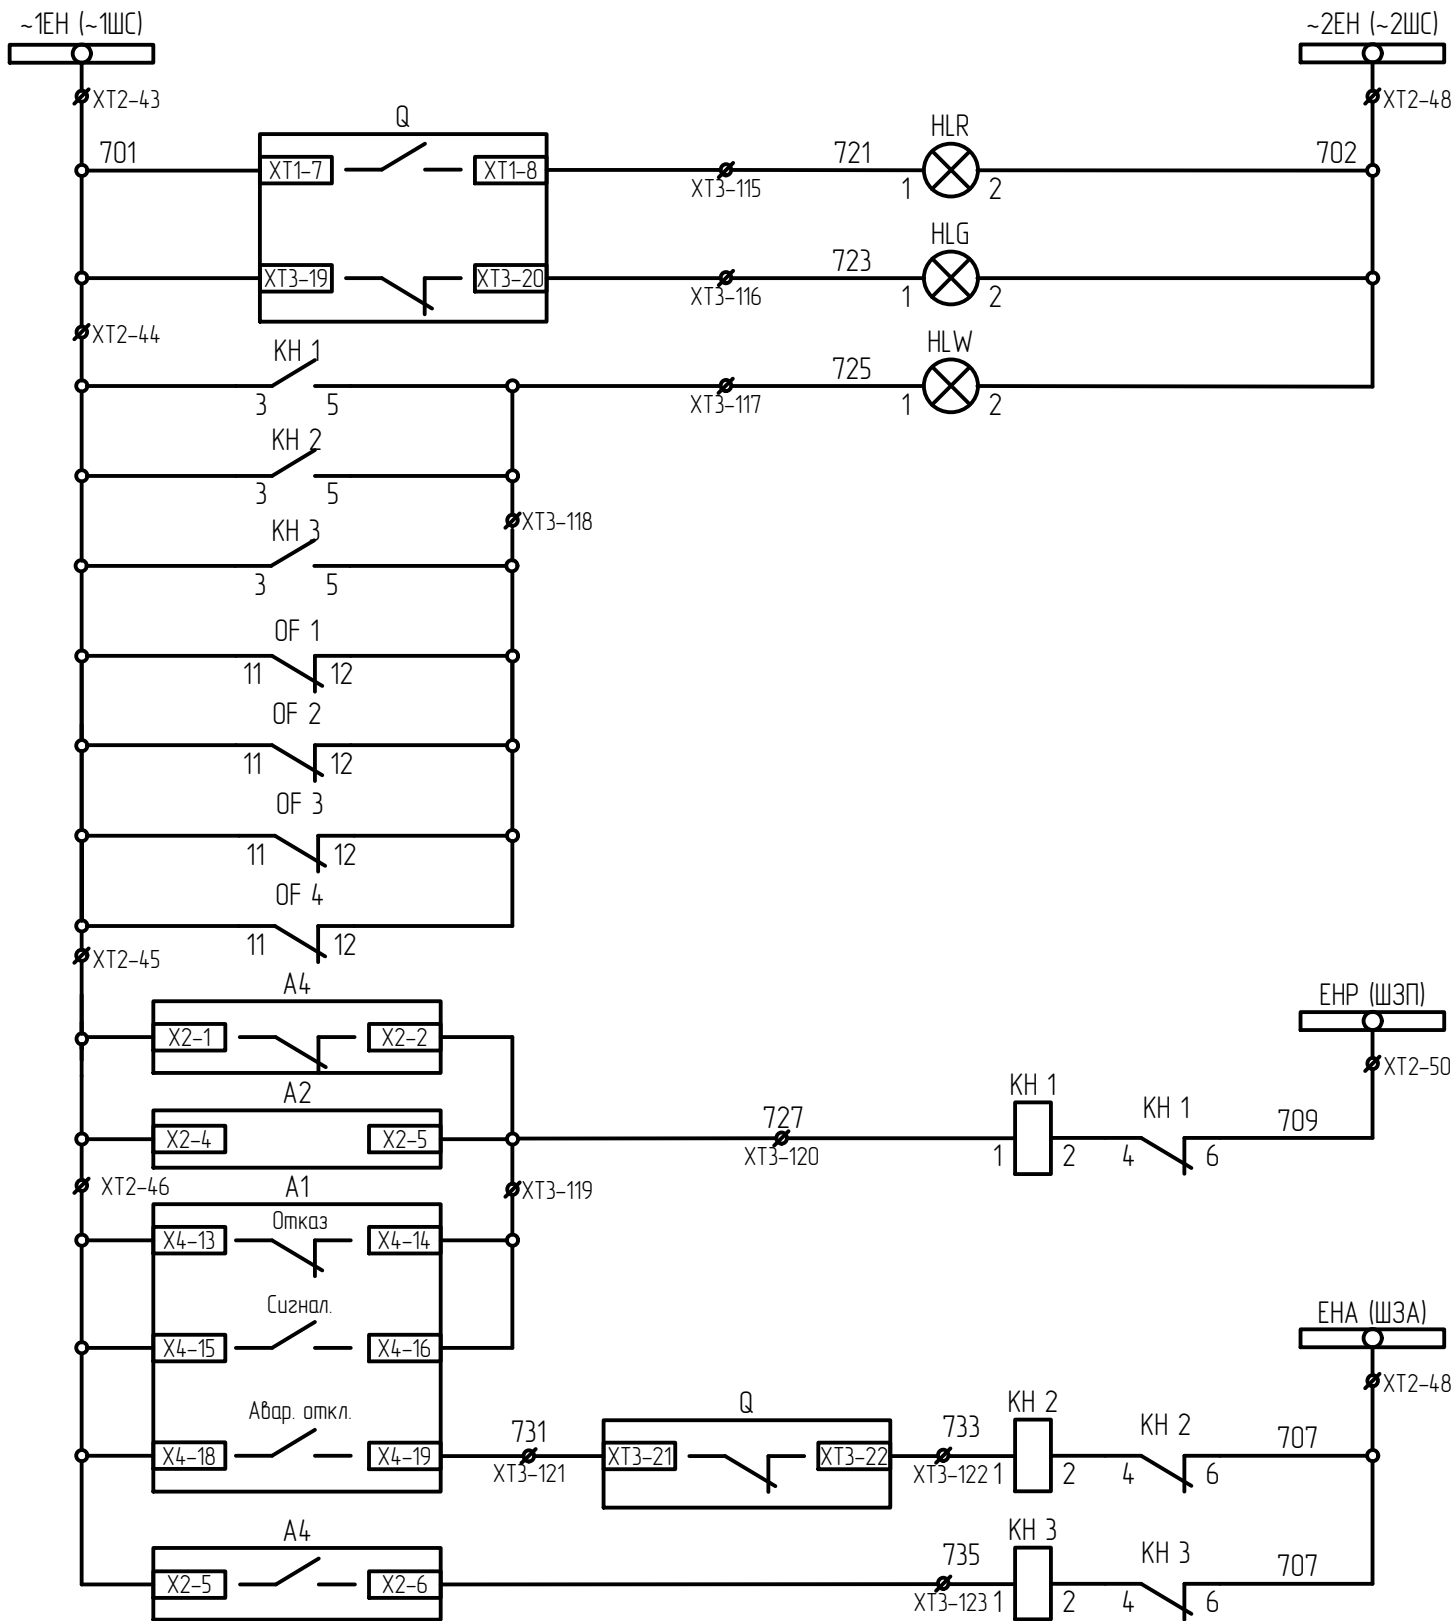 ~1ЕН (~1ШС)
~2ЕН (~2ШС)
XT2-43
XT2-48
Q
HLR
701
XT1-7
XT1-8
721
702
XT3-115
1
2
HLG
XT3-19
XT3-20
723
XT3-116
1
2
XT2-44
KH 1
HLW
725
3
5
XT3-117
1
2
KH 2
3
5
XT3-118
KH 3
3
5
OF 1
11
12
OF 2
11
12
OF 3
11
12
OF 4
11
12
XT2-45
А4
ЕНР (ШЗП)
X2-1
X2-2
XT2-50
А2
KH 1
KH 1
727
709
X2-4
X2-5
XT3-120
1
2
4
6
XT2-46
А1
XT3-119
Отказ
X4-13
X4-14
Сигнал.
ЕНА (ШЗА)
X4-15
X4-16
XT2-48
Авар. откл.
Q
KH 2
KH 2
731
733
707
X4-18
X4-19
XT3-121
XT3-21
XT3-22
XT3-122
1
2
4
6
А4
KH 3
KH 3
735
707
X2-5
X2-6
XT3-123
1
2
4
6